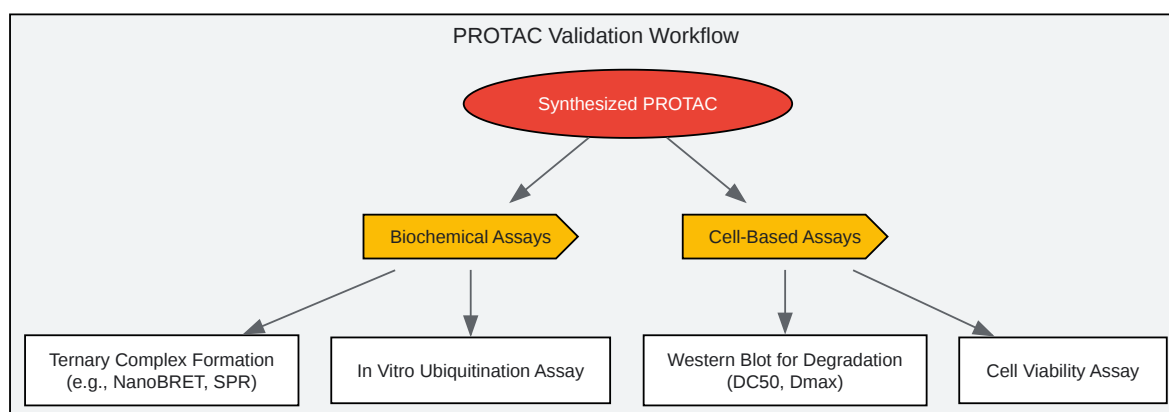 PROTAC Validation Workflow
Synthesized PROTAC
Biochemical Assays
Cell-Based Assays
Ternary Complex Formation
(e.g., NanoBRET, SPR)
In Vitro Ubiquitination Assay
Western Blot for Degradation
(DC50, Dmax)
Cell Viability Assay